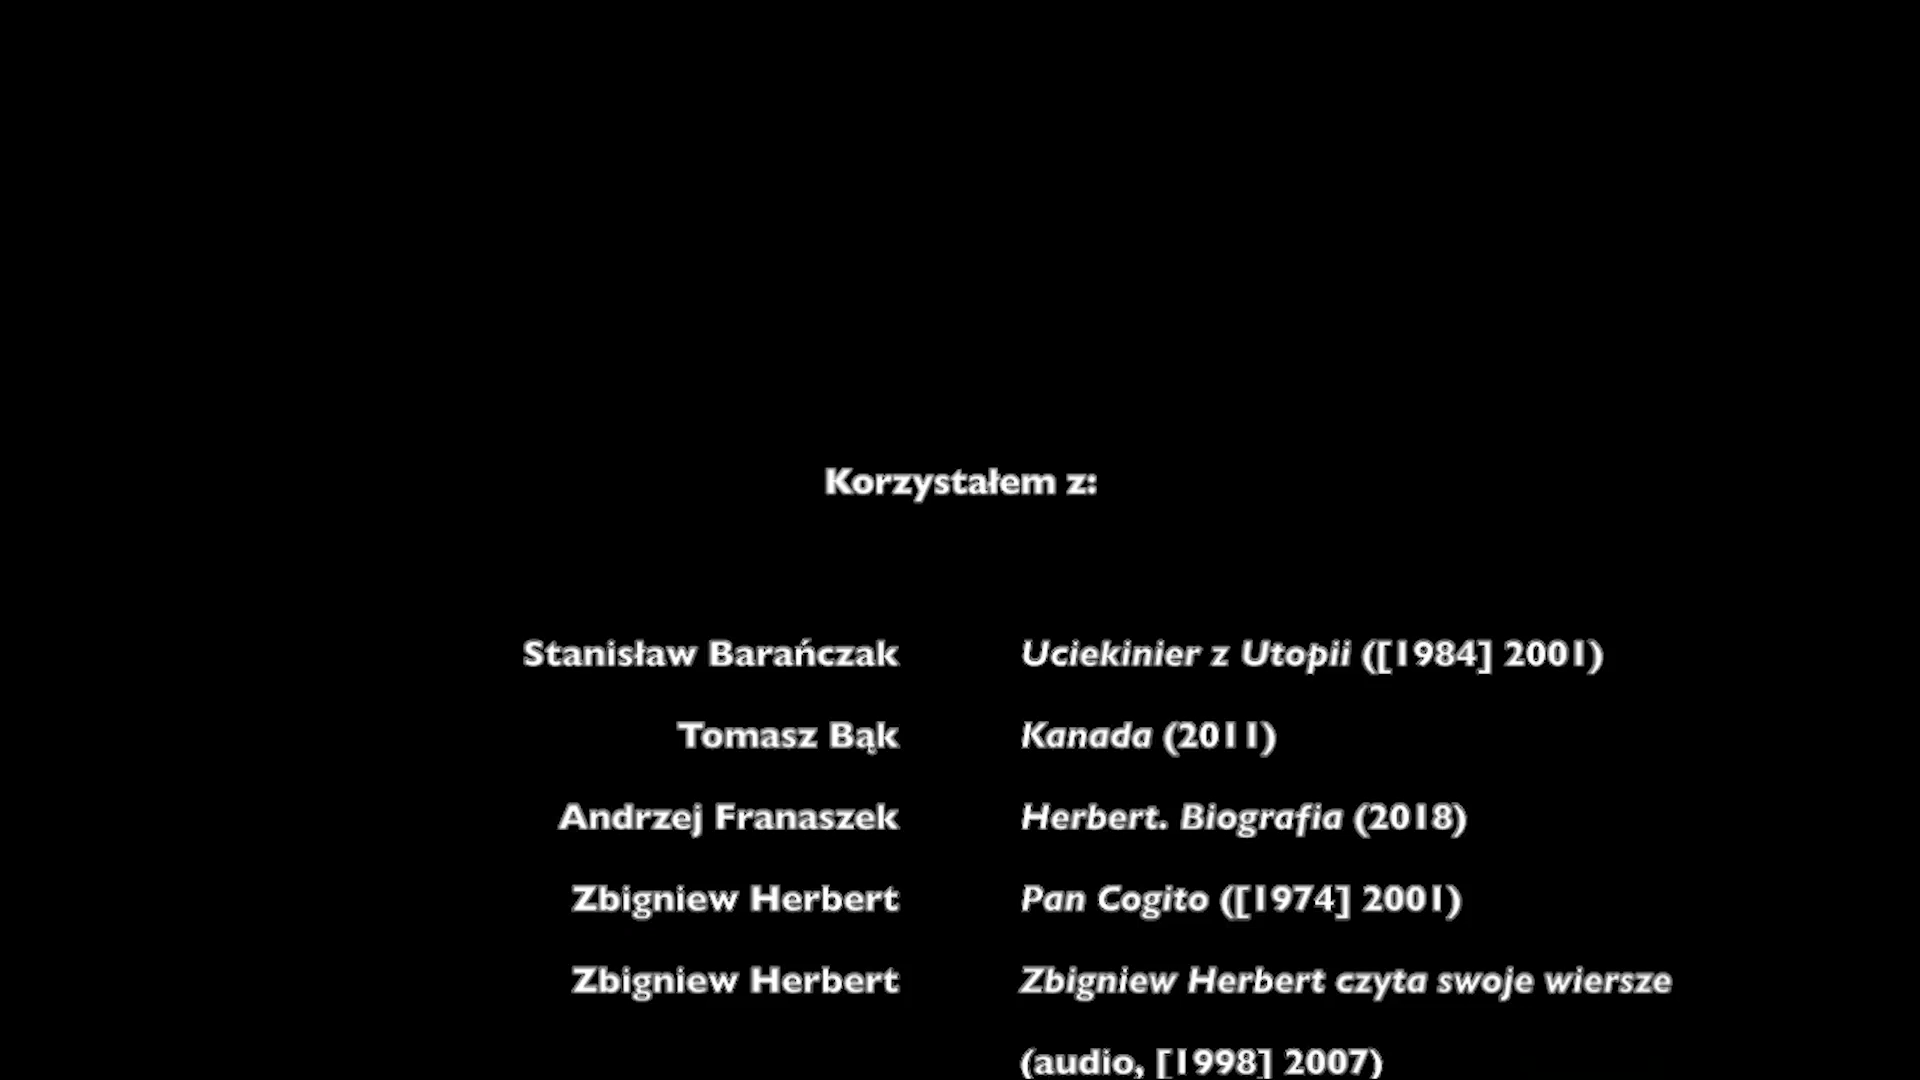 Korzystałem z:
Stanisław Barańczak Uciekinier z Utopii ([1984] 2001)
Tomasz Bąk Kanada (2011)
Andrzej Franaszek Herbert. Biografia (2018)
Zbigniew Herbert Pan Cogito ([1974] 2001)
Zbigniew Herbert Zbigniew Herbert czyta swoje wiersze
(audio, [1998] 2007)